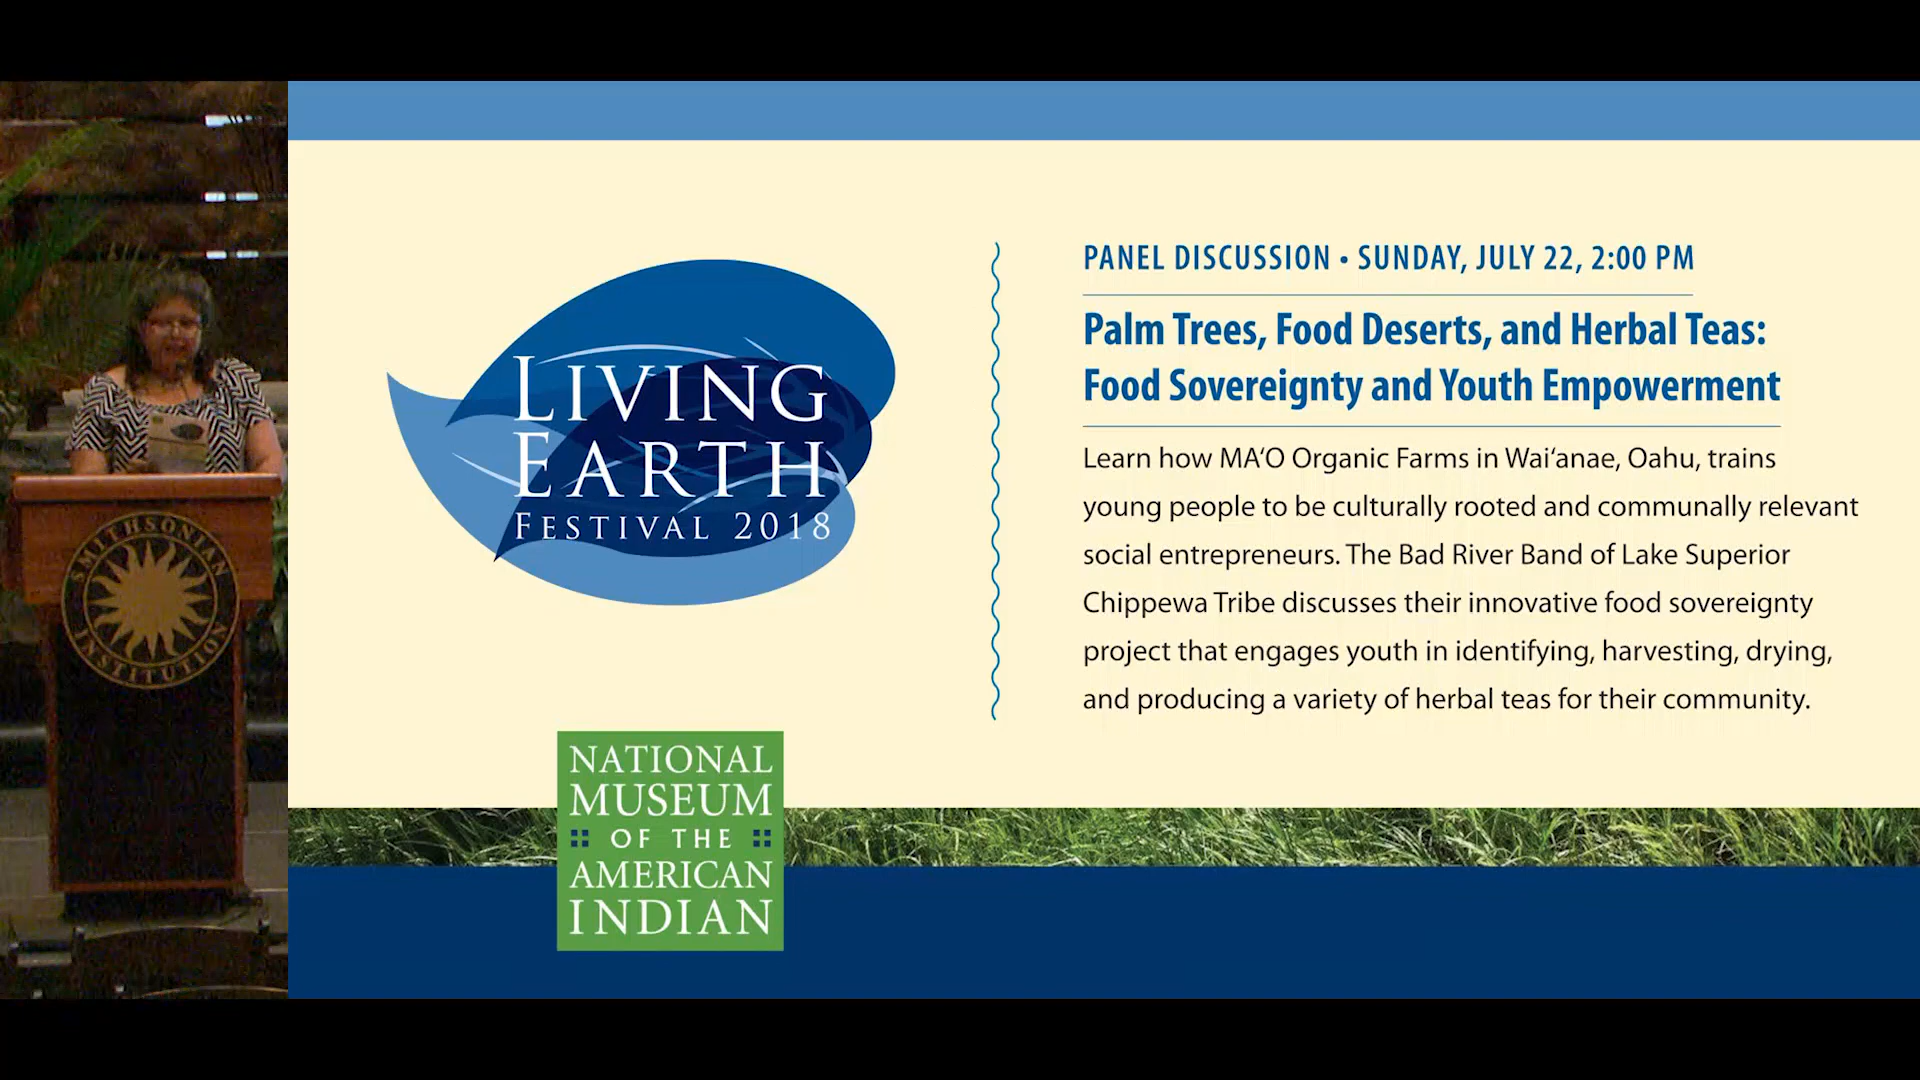 SMITHSONIAN
INSTITUTION
LIVING
EARTH
FESTIVAL 2018
NATIONAL
MUSEUM
OF THE
AMERICAN
INDIAN
PANEL DISCUSSION • SUNDAY, JULY 22, 2:00 PM
Palm Trees, Food Deserts, and Herbal Teas:
Food Sovereignty and Youth Empowerment
Learn how MA‘O Organic Farms in Wai‘anae, Oahu, trains
young people to be culturally rooted and communally relevant
social entrepreneurs. The Bad River Band of Lake Superior
Chippewa Tribe discusses their innovative food sovereignty
project that engages youth in identifying, harvesting, drying,
and producing a variety of herbal teas for their community.